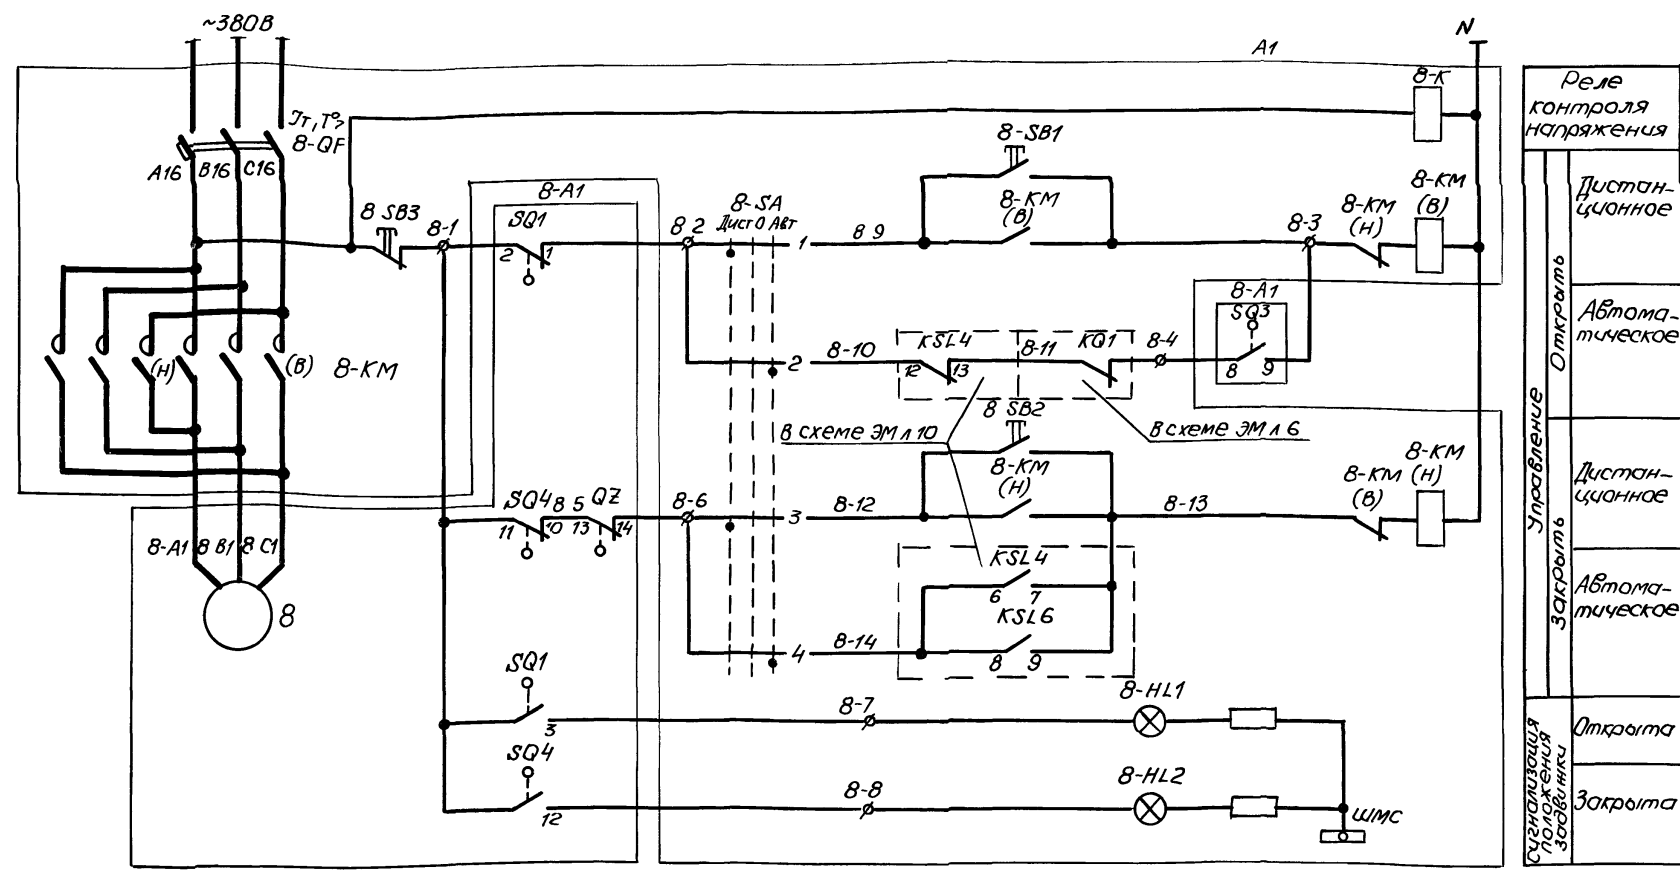 ~380В
N
А1
8-К
Iт, Т°>
8-QF
А16 В16 С16
8-SB1
8-КМ
(В)
8-А1
8 SB3
8-1
SQ1
2 1
8 2
8-SA
Дист 0 Авт
1
8 9
8-3
8-КМ
(Н)
8-КМ
(В)
8-А1
SQ3
8 9
(Н)
(В)
8-КМ
2
8-10
KSL4
12 13
8-11
KQ1
8-4
8 SB2
В схеме ЭМ л 10
В схеме ЭМ л 6
8-КМ
(Н)
SQ4 8 5 QZ
11 10 13 14
8-6
3
8-12
8-13
8-КМ
(В)
8-КМ
(Н)
8-А1 8 В1 8 С1
8
KSL4
6 7
KSL6
8 9
4
8-14
SQ1
3
8-7
8-HL1
SQ4
12
8-8
8-HL2
ШМС
Реле
контроля
напряжения
Управление
Открыть
Дистан-
ционное
Автома-
тическое
Закрыть
Дистан-
ционное
Автома-
тическое
Сигнализация
положения
задвижки
Открыта
Закрыта